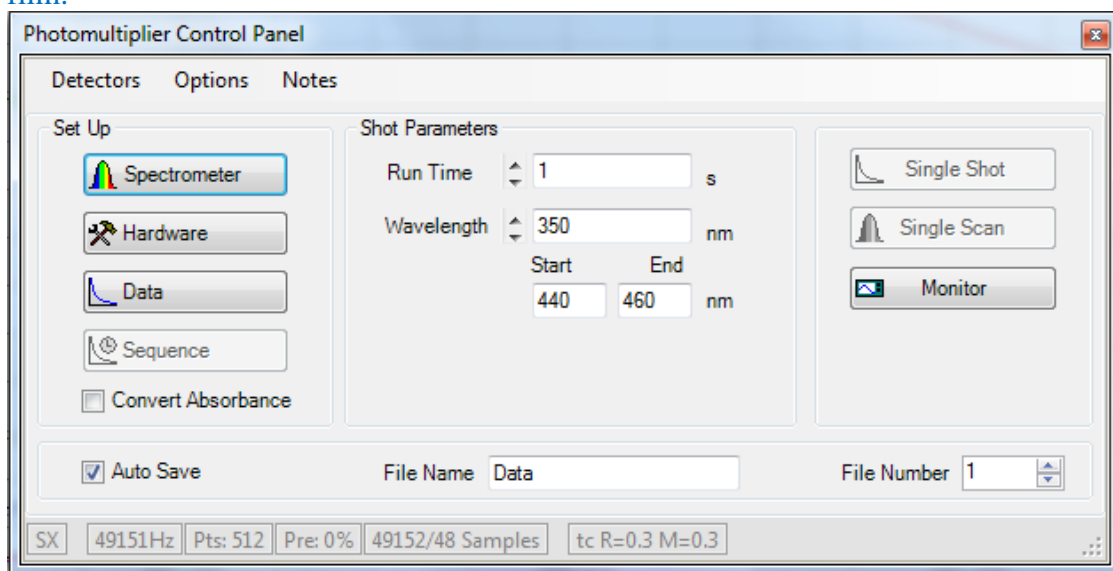 Photomultiplier Control Panel
Detectors Options Notes
Set Up
Spectrometer
Hardware
Data
Sequence
Convert Absorbance
Shot Parameters
Run Time 1 s
Wavelength 350 nm
Start End
440 460 nm
Single Shot
Single Scan
Monitor
Auto Save File Name Data File Number 1
SX 49151Hz Pts: 512 Pre: 0% 49152/48 Samples tc R=0.3 M=0.3